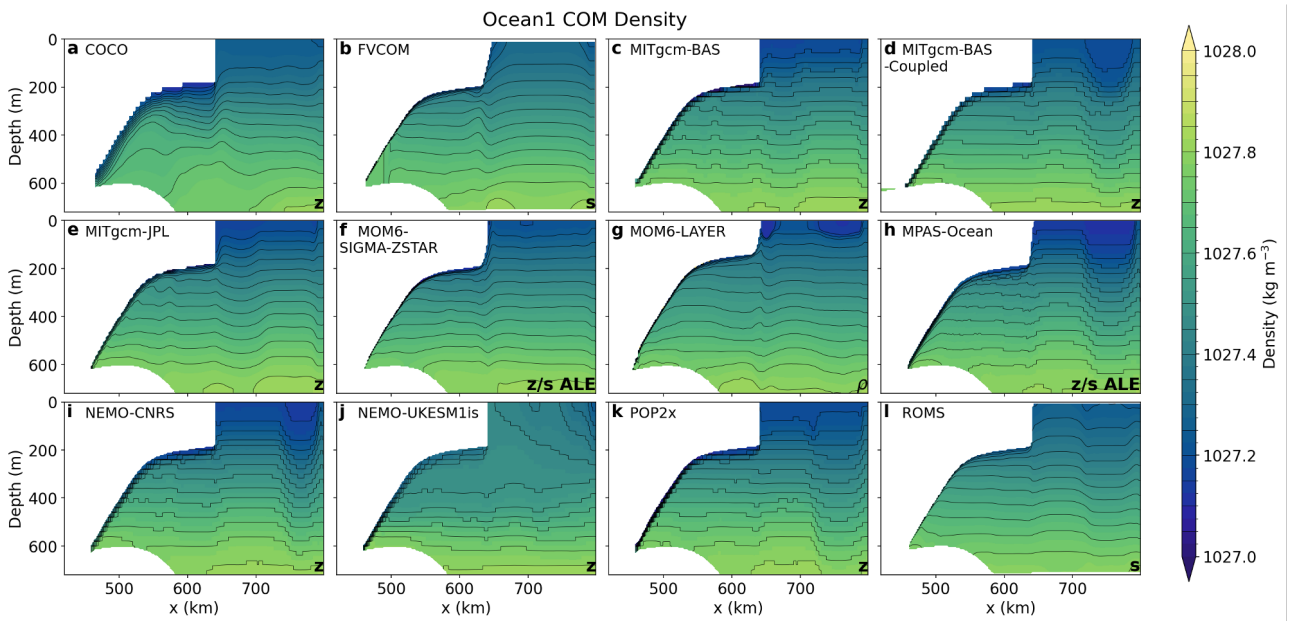 Ocean1 COM Density
a COCO
b FVCOM
c MITgcm-BAS
d MITgcm-BAS
-Coupled
0
200
400
600
Depth (m)
z
s
z
z
e MITgcm-JPL
f MOM6-
SIGMA-ZSTAR
g MOM6-LAYER
h MPAS-Ocean
0
200
400
600
Depth (m)
z
z/s ALE
ρ
z/s ALE
i NEMO-CNRS
j NEMO-UKESM1is
k POP2x
l ROMS
0
200
400
600
Depth (m)
z
z
z
s
500 600 700
500 600 700
500 600 700
500 600 700
x (km)
x (km)
x (km)
x (km)
1028.0
1027.8
1027.6
1027.4
1027.2
1027.0
Density (kg m⁻³)